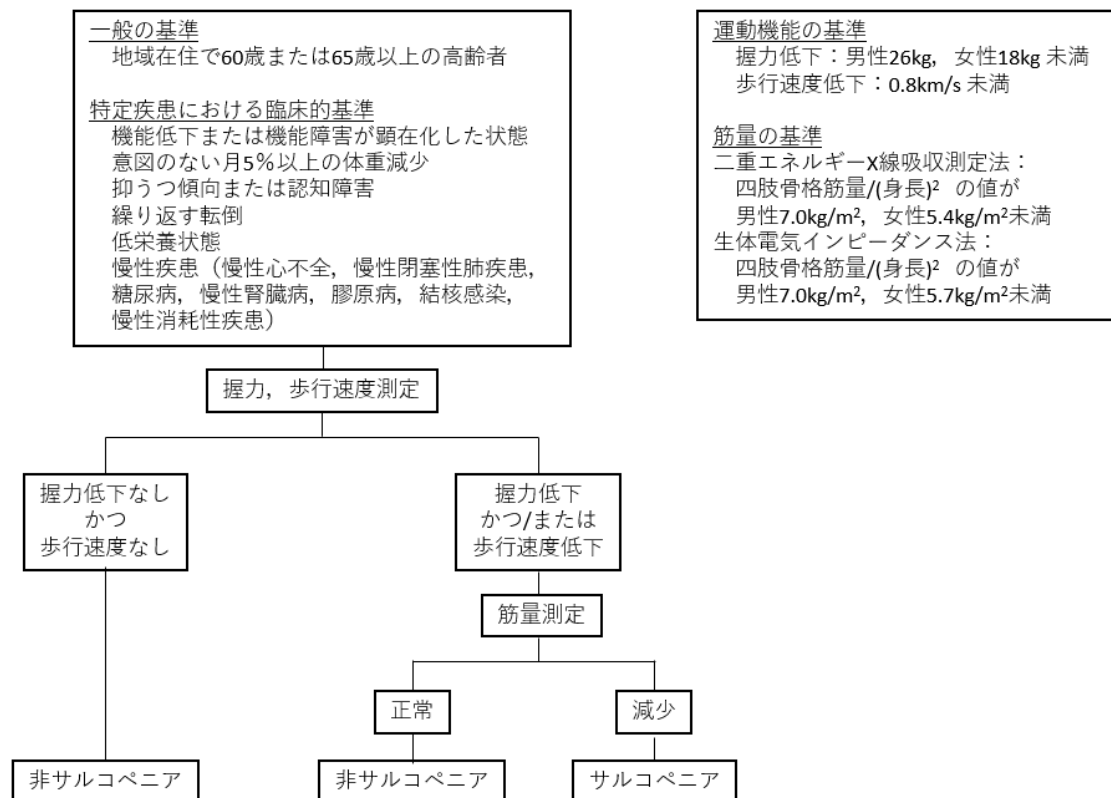 一般の基準
地域在住で60歳または65歳以上の高齢者
特定疾患における臨床的基準
機能低下または機能障害が顕在化した状態
意図のない月5%以上の体重減少
抑うつ傾向または認知障害
繰り返す転倒
低栄養状態
慢性疾患（慢性心不全，慢性閉塞性肺疾患，
糖尿病，慢性腎臓病，膠原病，結核感染，
慢性消耗性疾患）
運動機能の基準
握力低下：男性26kg，女性18kg 未満
歩行速度低下：0.8km/s 未満
筋量の基準
二重エネルギーX線吸収測定法：
四肢骨格筋量/(身長)² の値が
男性7.0kg/m²，女性5.4kg/m²未満
生体電気インピーダンス法：
四肢骨格筋量/(身長)² の値が
男性7.0kg/m²，女性5.7kg/m²未満
握力，歩行速度測定
握力低下なし
かつ
歩行速度なし
握力低下
かつ/または
歩行速度低下
筋量測定
正常
減少
非サルコペニア
非サルコペニア
サルコペニア